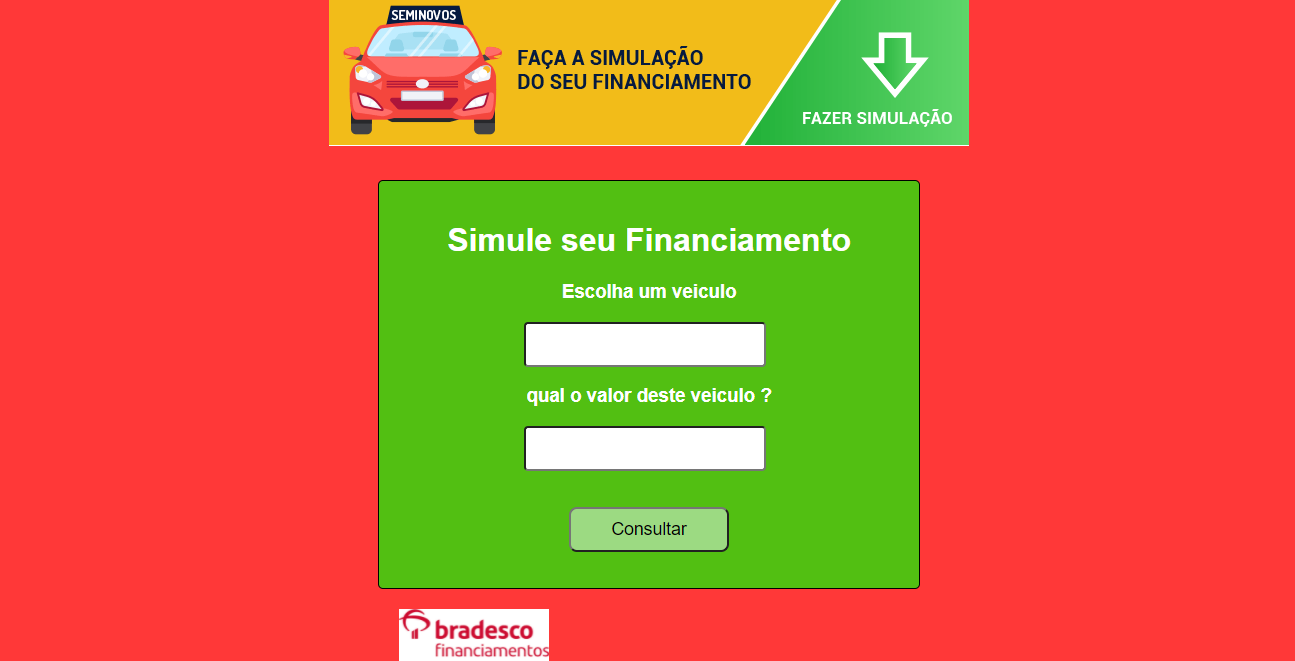 SEMINOVOS
FAÇA A SIMULAÇÃO
DO SEU FINANCIAMENTO
FAZER SIMULAÇÃO
Simule seu Financiamento
Escolha um veiculo
qual o valor deste veiculo ?
Consultar
bradesco
financiamentos